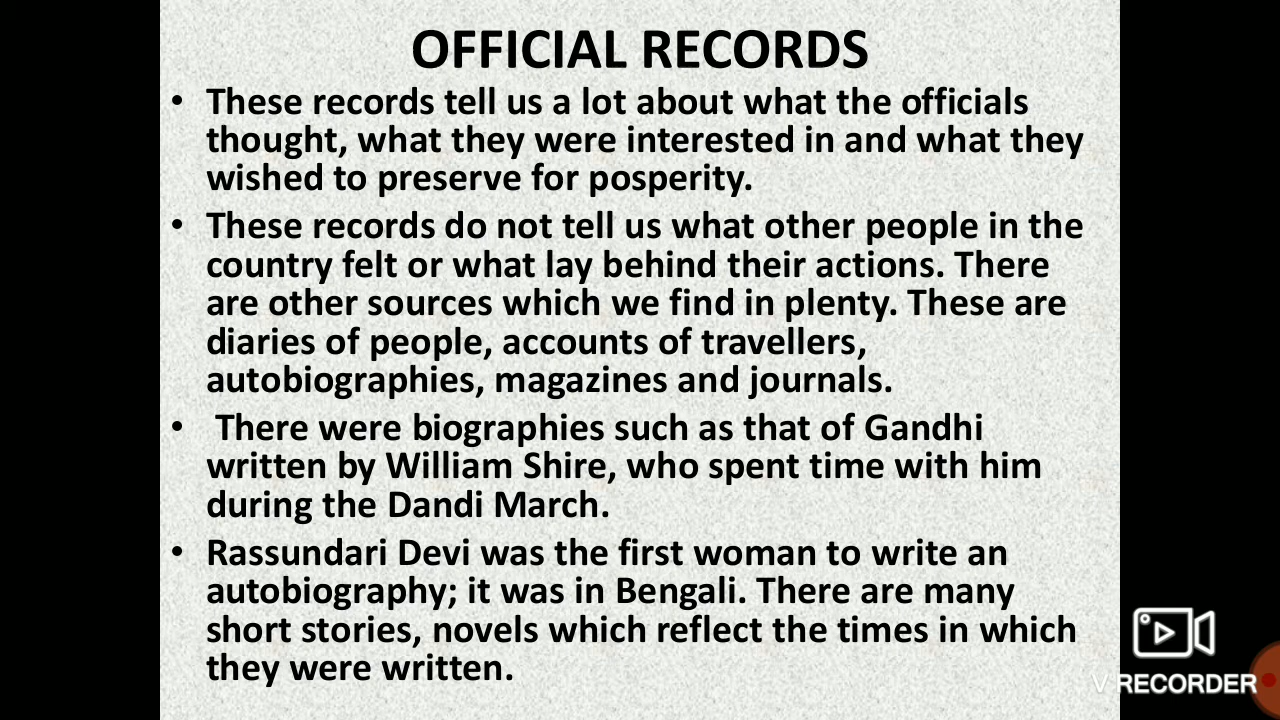 OFFICIAL RECORDS
• These records tell us a lot about what the officials
thought, what they were interested in and what they
wished to preserve for posperity.
• These records do not tell us what other people in the
country felt or what lay behind their actions. There
are other sources which we find in plenty. These are
diaries of people, accounts of travellers,
autobiographies, magazines and journals.
• There were biographies such as that of Gandhi
written by William Shire, who spent time with him
during the Dandi March.
• Rassundari Devi was the first woman to write an
autobiography; it was in Bengali. There are many
short stories, novels which reflect the times in which
they were written.
V RECORDER